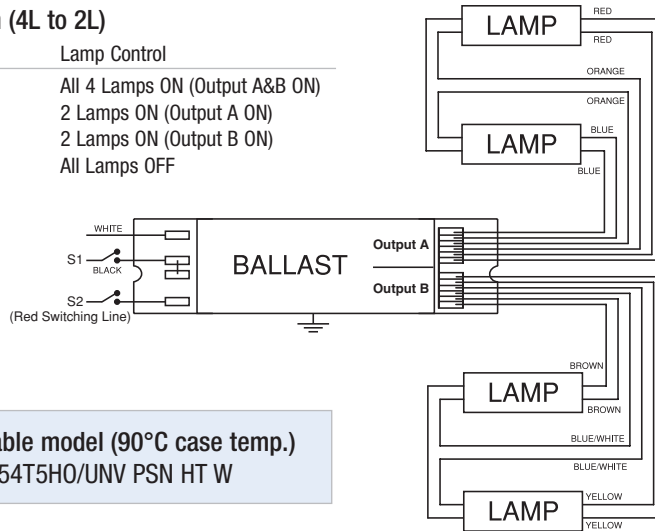 (4L to 2L)
Lamp Control
All 4 Lamps ON (Output A&B ON)
2 Lamps ON (Output A ON)
2 Lamps ON (Output B ON)
All Lamps OFF
LAMP
RED
RED
ORANGE
ORANGE
LAMP
BLUE
BLUE
WHITE
S1
BLACK
S2
(Red Switching Line)
BALLAST
Output A
Output B
BROWN
LAMP
BROWN
BLUE/WHITE
BLUE/WHITE
LAMP
YELLOW
YELLOW
model (90°C case temp.)
54T5HO/UNV PSN HT W